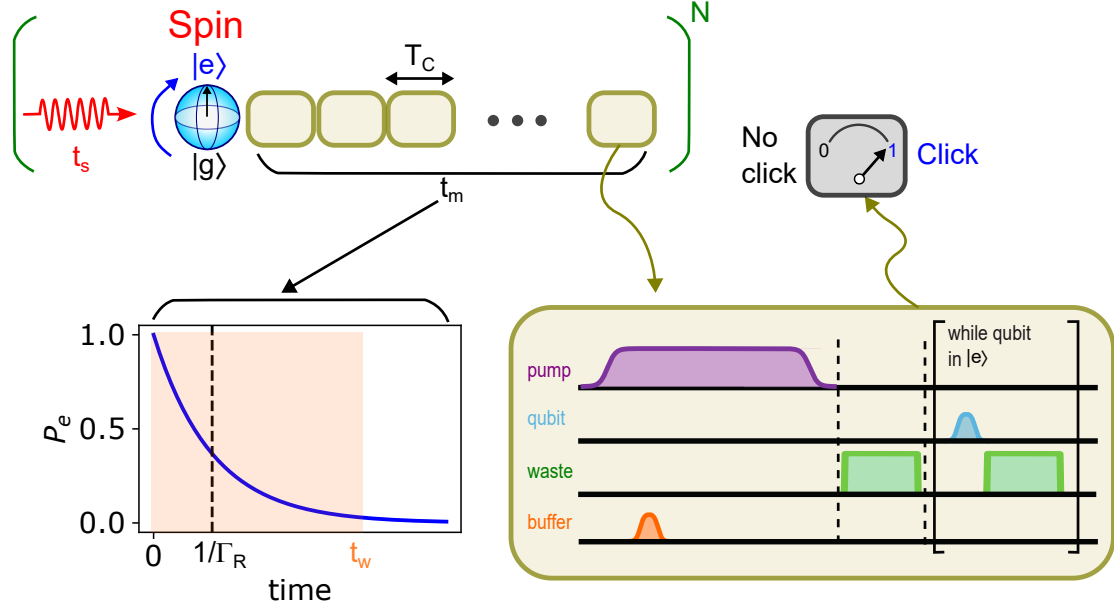 Spin
|e⟩
|g⟩
t_s
T_C
N
t_m
No
click
0
1
Click
1.0
0.5
0.0
P_e
0
1/Γ_R
t_w
time
pump
qubit
waste
buffer
while qubit
in |e⟩